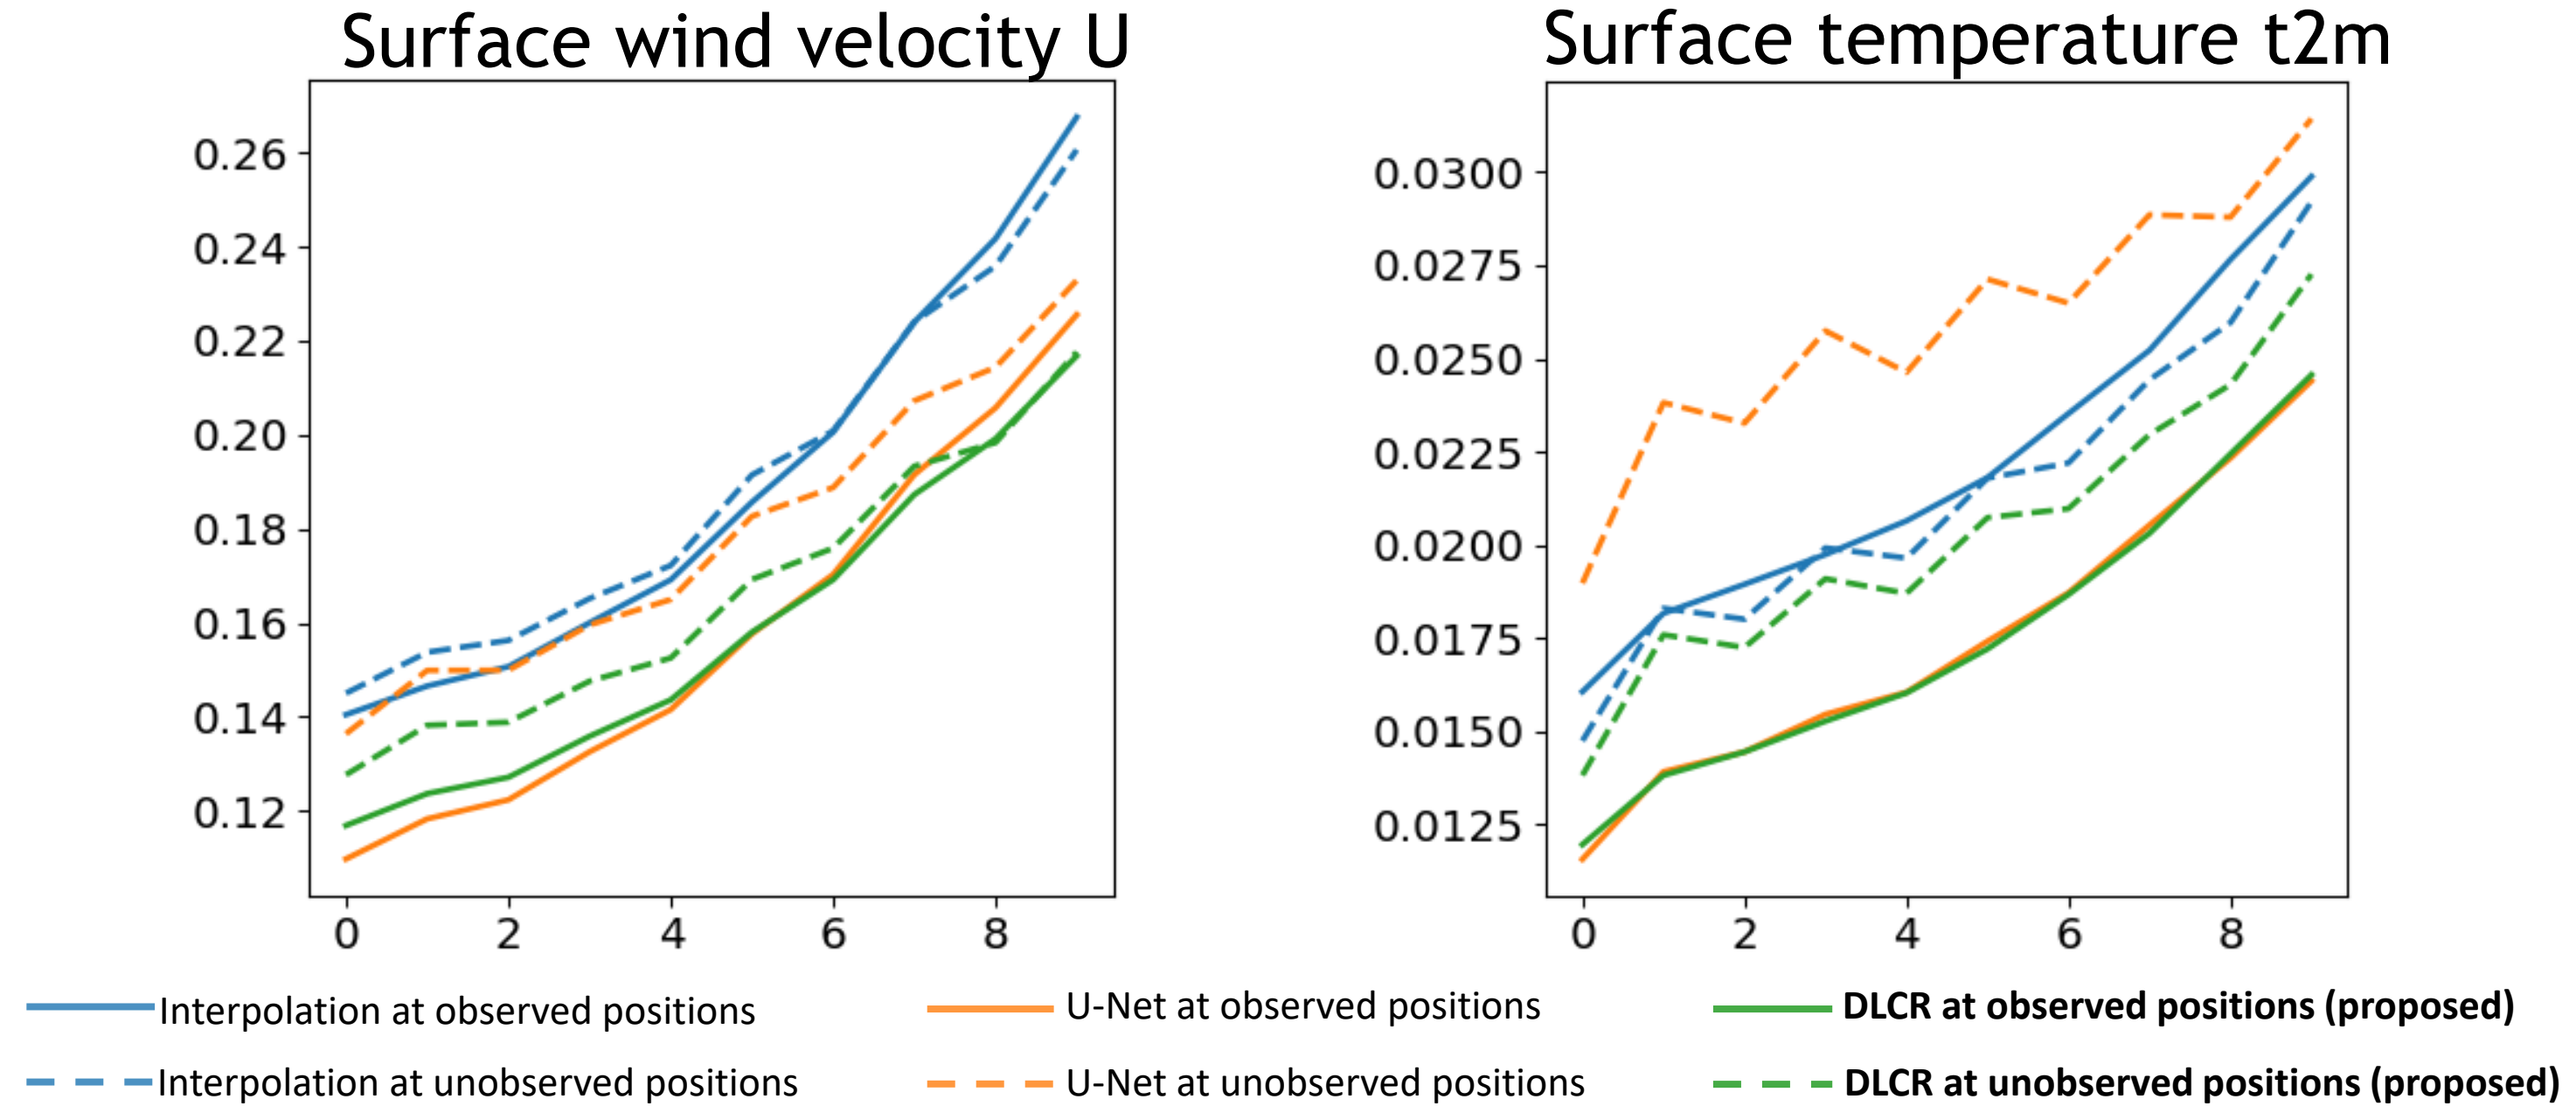 Surface wind velocity U
0.26
0.24
0.22
0.20
0.18
0.16
0.14
0.12
0 2 4 6 8
Surface temperature t2m
0.0300
0.0275
0.0250
0.0225
0.0200
0.0175
0.0150
0.0125
0 2 4 6 8
Interpolation at observed positions
U-Net at observed positions
DLCR at observed positions (proposed)
Interpolation at unobserved positions
U-Net at unobserved positions
DLCR at unobserved positions (proposed)